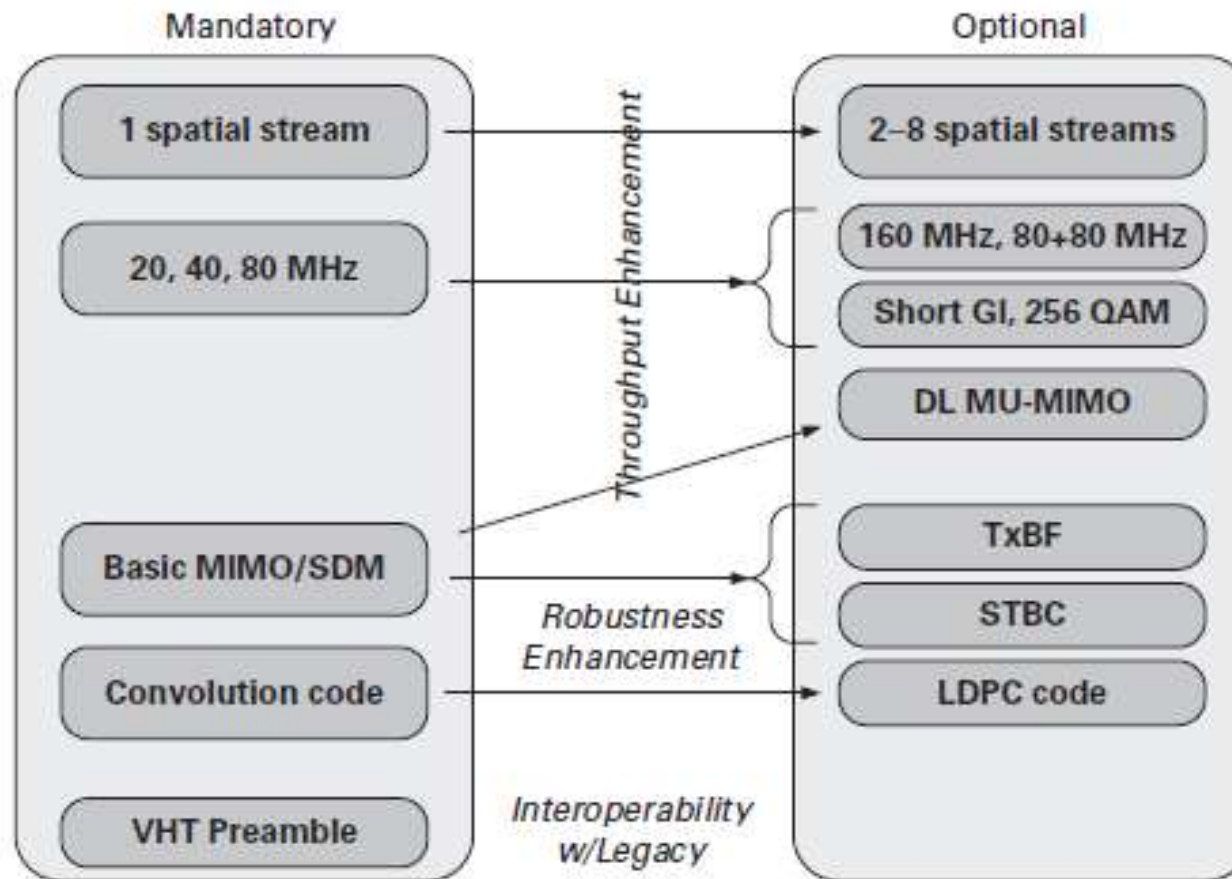 Mandatory
1 spatial stream
20, 40, 80 MHz
Basic MIMO/SDM
Convolution code
VHT Preamble
Throughput Enhancement
Robustness
Enhancement
Interoperability
w/Legacy
Optional
2–8 spatial streams
160 MHz, 80+80 MHz
Short GI, 256 QAM
DL MU-MIMO
TxBF
STBC
LDPC code